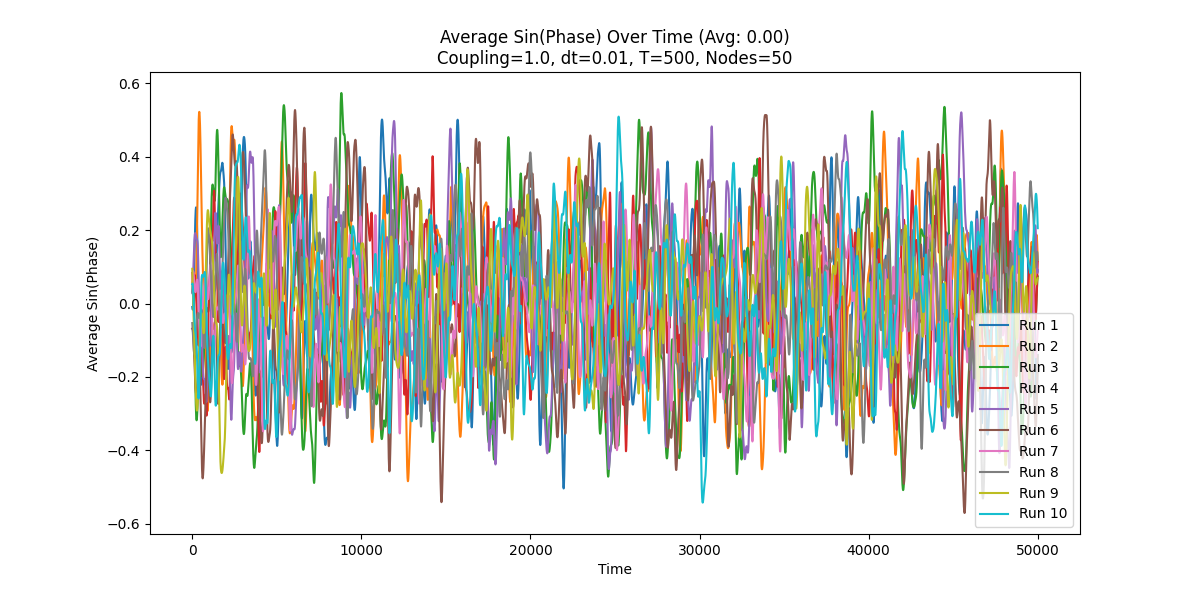 Average Sin(Phase) Over Time (Avg: 0.00)
Coupling=1.0, dt=0.01, T=500, Nodes=50
Average Sin(Phase)
0.6
0.4
0.2
0.0
−0.2
−0.4
−0.6
Run 1
Run 2
Run 3
Run 4
Run 5
Run 6
Run 7
Run 8
Run 9
Run 10
0 10000 20000 30000 40000 50000
Time